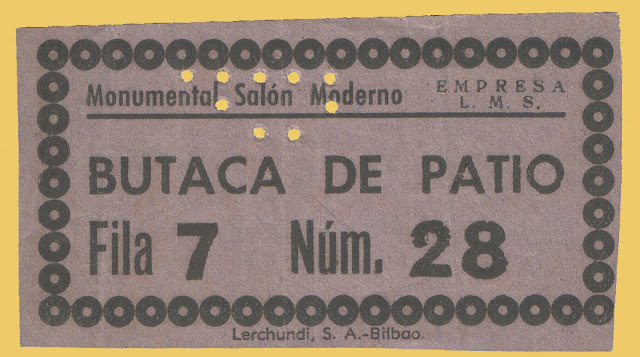 Monumental Salón Moderno
EMPRESA
L. M. S.
BUTACA DE PATIO
Fila 7 Núm. 28
Lerchundi, S. A.-Bilbao.